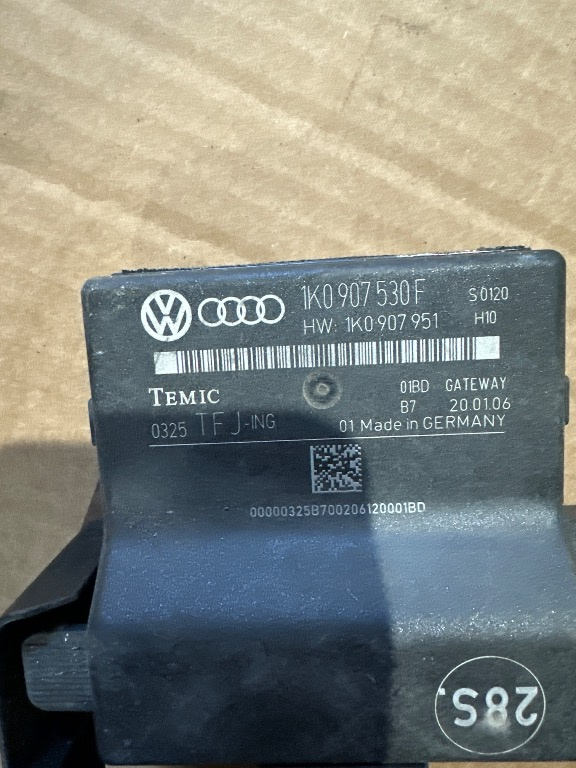 1K0 907 530 F S0120
HW: 1K0 907 951 H10
TEMIC 01BD GATEWAY
B7 20.01.06
0325 TFJ-ING 01 Made in GERMANY
00000325B700206120001BD
28S.